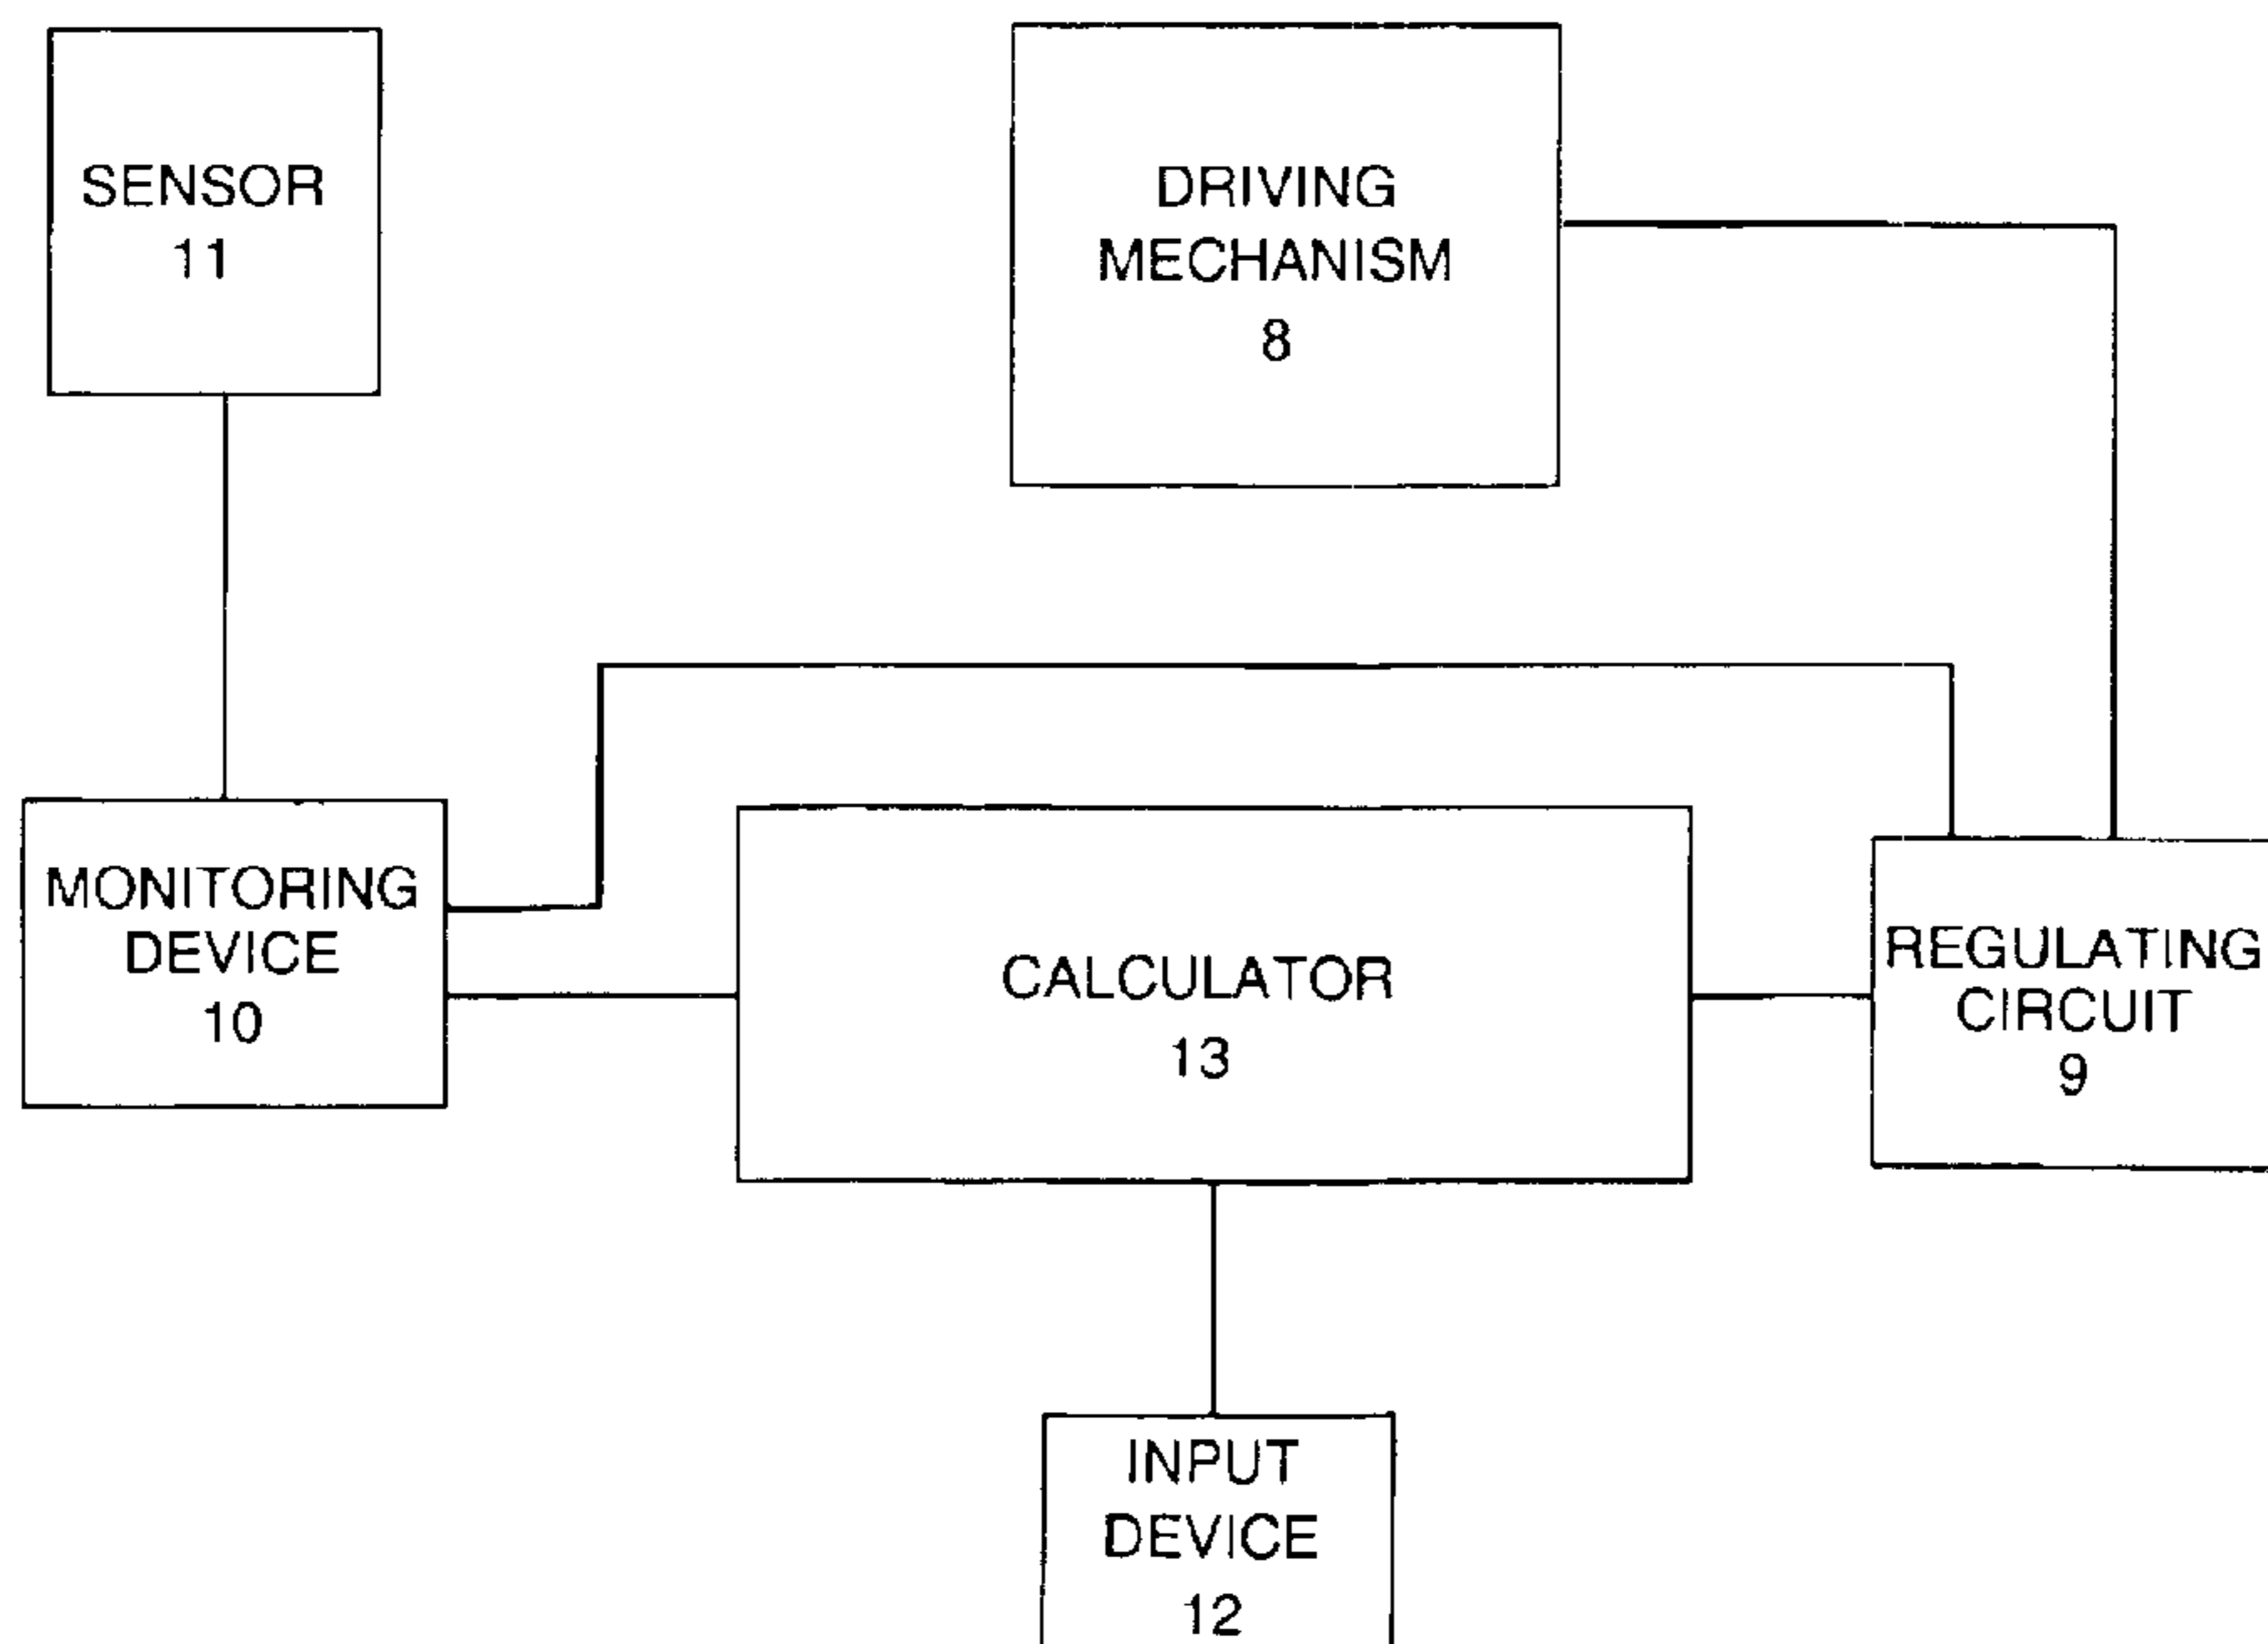 SENSOR
11
DRIVING
MECHANISM
8
MONITORING
DEVICE
10
CALCULATOR
13
REGULATING
CIRCUIT
9
INPUT
DEVICE
12